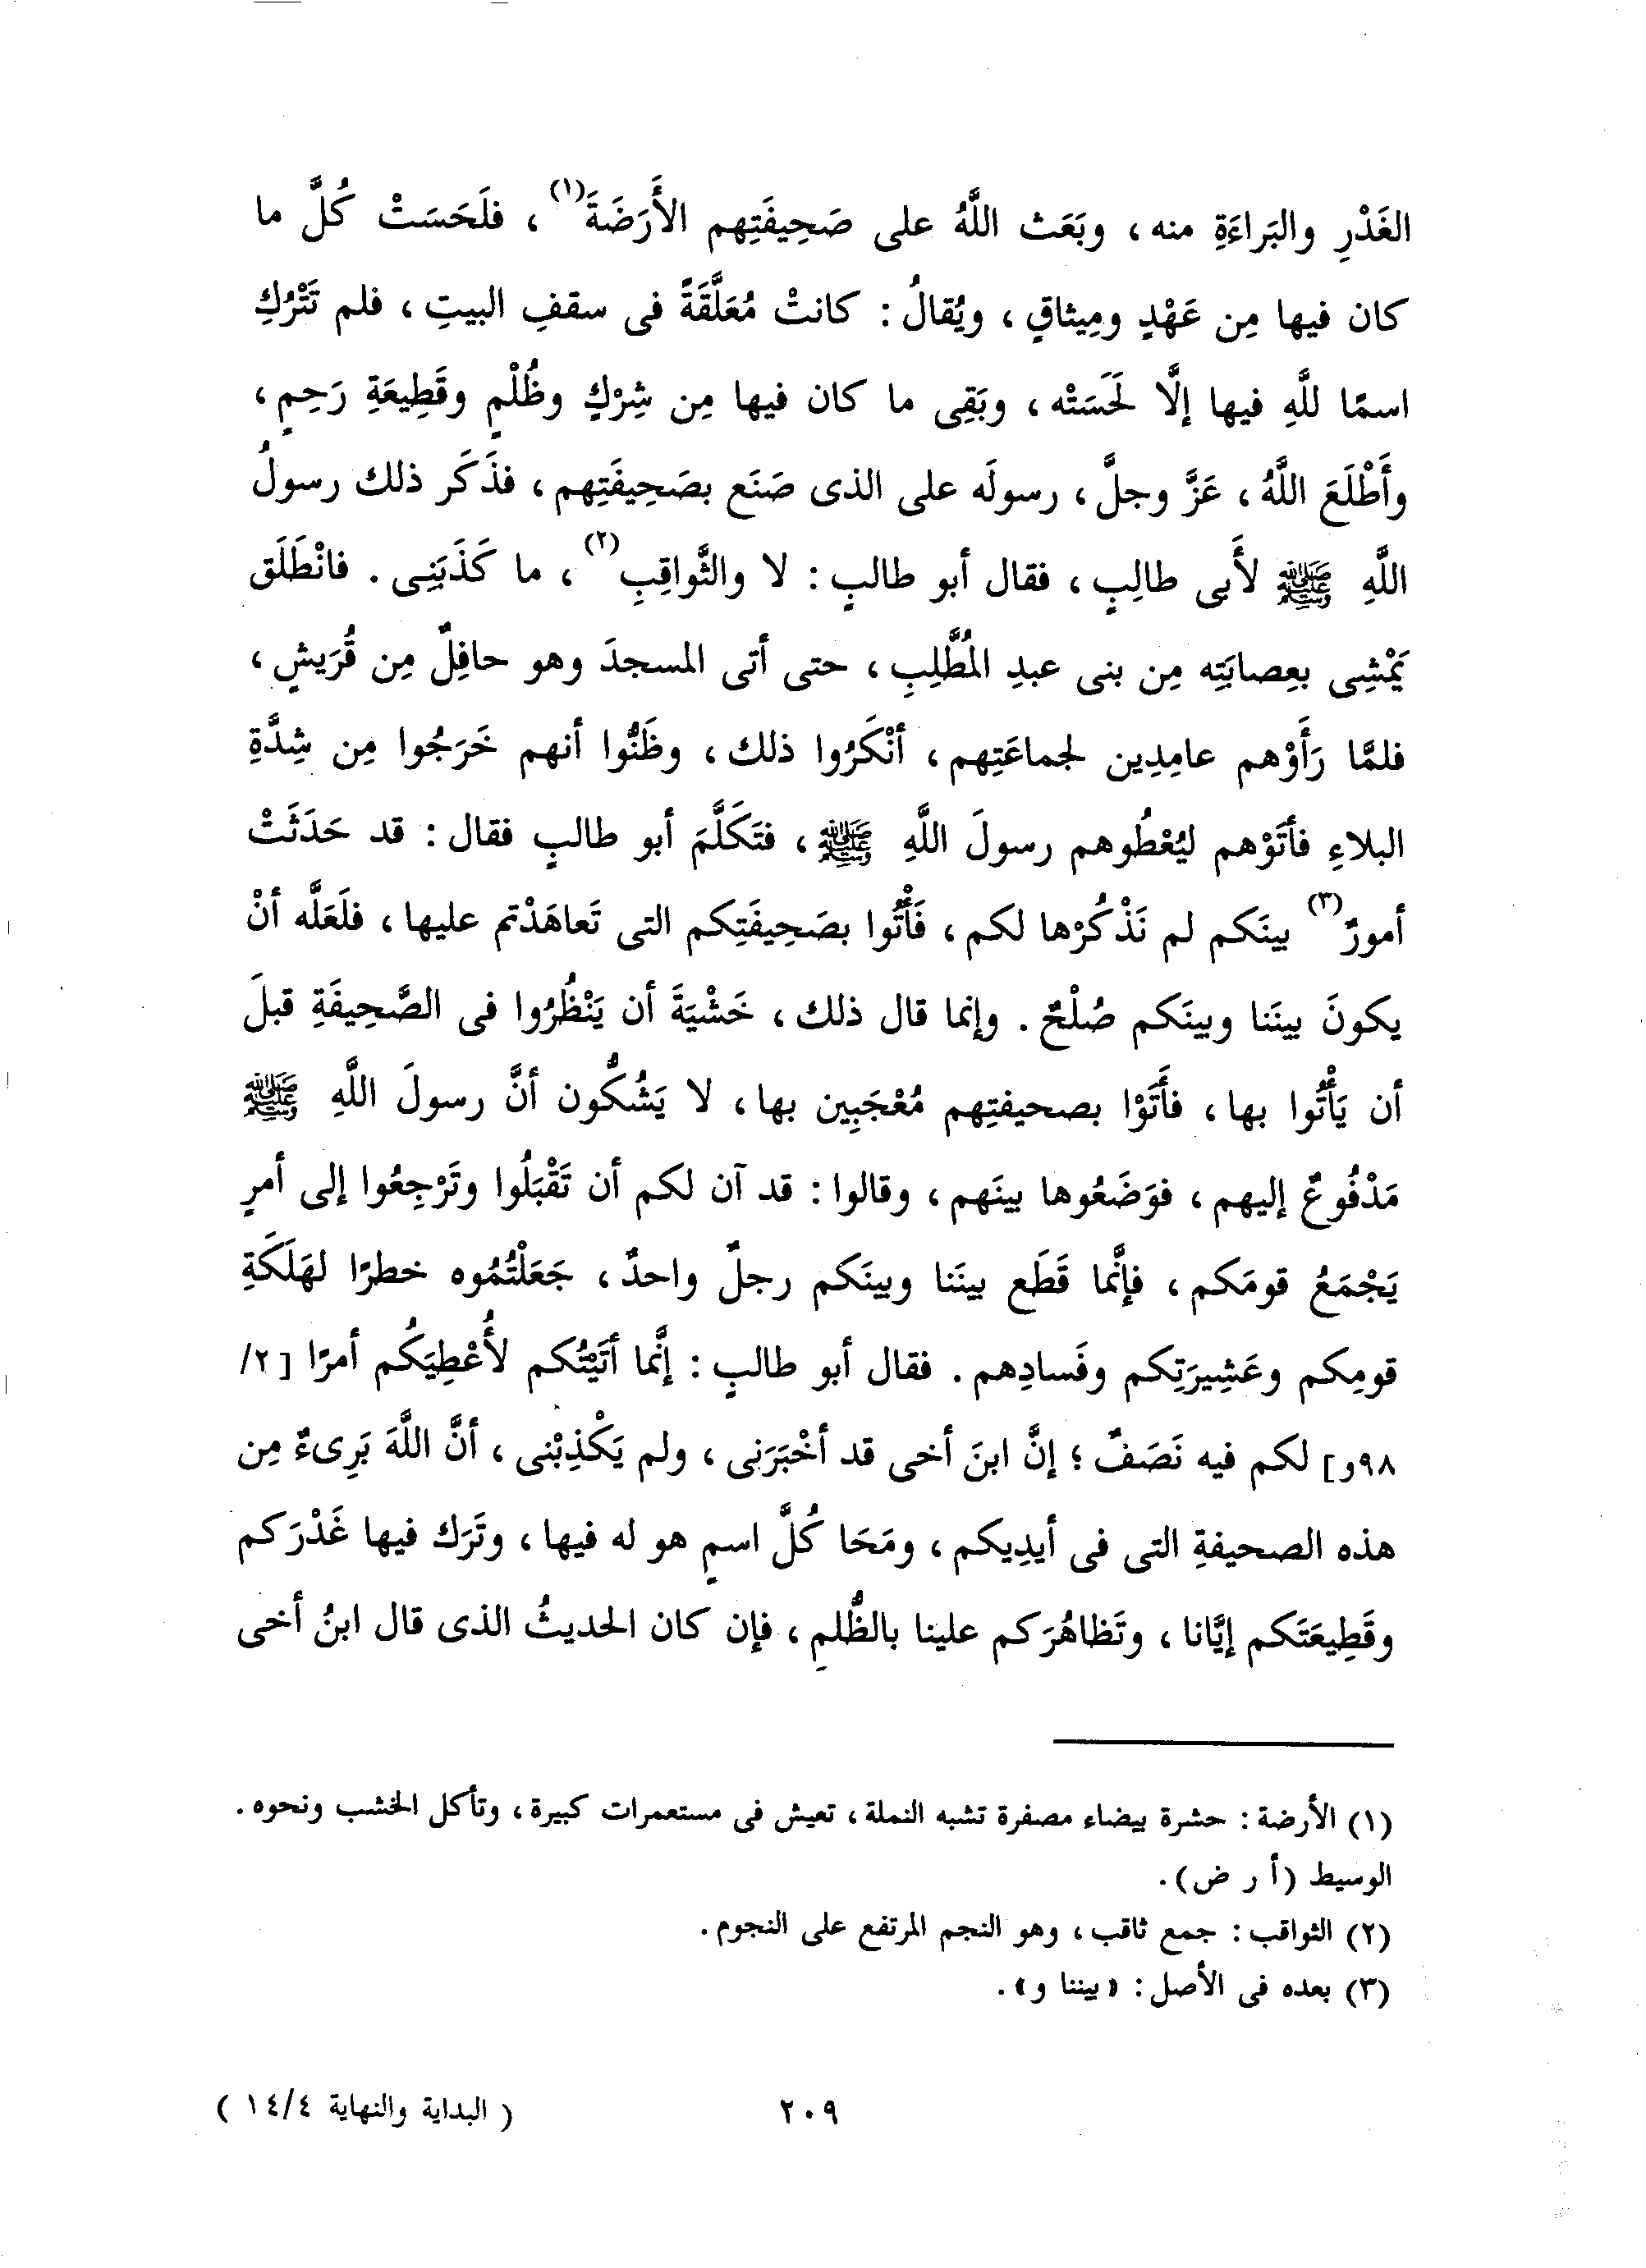 الغَدْرِ والبَراءَةِ منه ، وبَعَث اللَّهُ على صَحِيفَتِهم الأَرَضَةَ(١) ، فلَحَسَتْ كُلَّ ما
كان فيها مِن عَهْدٍ ومِيثاقٍ ، ويُقالُ : كانتْ مُعَلَّقَةً فى سقفِ البيتِ ، فلم تَتْرُكِ
اسمًا للَّهِ فيها إلَّا لَحَسَتْه ، وبَقِى ما كان فيها مِن شِرْكٍ وظُلْمٍ وقَطِيعَةِ رَحِمٍ ،
وأَطْلَعَ اللَّهُ ، عَزَّ وجلَّ ، رسولَه على الذى صَنَع بصَحِيفَتِهم ، فذَكَر ذلك رسولُ
اللَّهِ ﷺ لأَبى طالِبٍ ، فقال أبو طالبٍ : لا والثَّواقِبِ(٢) ، ما كَذَبَنِى . فانْطَلَق
يَمْشِى بعِصابَتِه مِن بنى عبدِ المُطَّلِبِ ، حتى أتى المسجدَ وهو حافِلٌ مِن قُرَيشٍ ،
فلمَّا رَأَوْهم عامِدِين لجماعَتِهم ، أنْكَرُوا ذلك ، وظَنُّوا أنهم خَرَجُوا مِن شِدَّةِ
البلاءِ فأتَوْهم ليُعْطُوهم رسولَ اللَّهِ ﷺ ، فتَكَلَّمَ أبو طالبٍ فقال : قد حَدَثَتْ
أمورٌ(٣) بينَكم لم نَذْكُرْها لكم ، فَأْتُوا بصَحِيفَتِكم التى تَعاهَدْتم عليها ، فلَعَلَّه أنْ
يكونَ بينَنا وبينَكم صُلْحٌ . وإنما قال ذلك ، خَشْيَةَ أن يَنْظُرُوا فى الصَّحِيفَةِ قبلَ
أن يَأْتُوا بها ، فأَتَوْا بصحيفتِهم مُعْجَبِين بها ، لا يَشُكُّون أنَّ رسولَ اللَّهِ ﷺ
مَدْفُوعٌ إليهم ، فوَضَعُوها بينَهم ، وقالوا : قد آن لكم أن تَقْبَلُوا وتَرْجِعُوا إلى أمرٍ
يَجْمَعُ قومَكم ، فإنَّما قَطَع بينَنا وبينَكم رجلٌ واحدٌ ، جَعَلْتُمُوه خطرًا لهَلَكَةِ
قومِكم وعَشِيرَتِكم وفَسادِهم . فقال أبو طالبٍ : إنَّما أتَيْتُكم لأُعْطِيَكُم أمرًا [ ٢/
٩٨و] لكم فيه نَصَفٌ ؛ إنَّ ابنَ أخى قد أخْبَرَنى ، ولم يَكْذِبْنى ، أنَّ اللَّهَ بَرِىءٌ مِن
هذه الصحيفةِ التى فى أيدِيكم ، ومَحَا كُلَّ اسمٍ هو له فيها ، وتَرَك فيها غَدْرَكم
وقَطِيعَتَكم إيَّانا ، وتَظاهُرَكم علينا بالظُّلمِ ، فإن كان الحديثُ الذى قال ابنُ أخى
(١) الأرضة : حشرة بيضاء مصفرة تشبه النملة ، تعيش فى مستعمرات كبيرة ، وتأكل الخشب ونحوه .
الوسيط (أ ر ض) .
(٢) الثواقب : جمع ثاقب ، وهو النجم المرتفع على النجوم .
(٣) بعده فى الأصل : « بيننا و » .
٢٠٩
( البداية والنهاية ١٤/٤ )